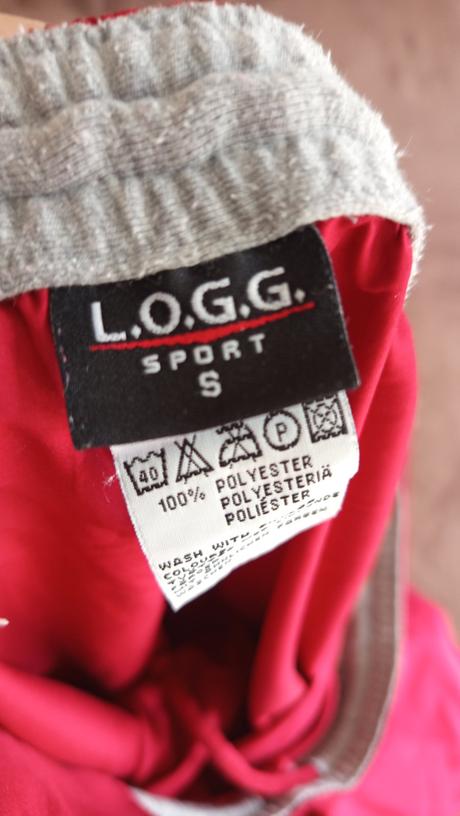 L.O.G.G.
SPORT
S
40 P
100% POLYESTER
POLYESTERIÄ
POLIÉSTER
WASH WITH